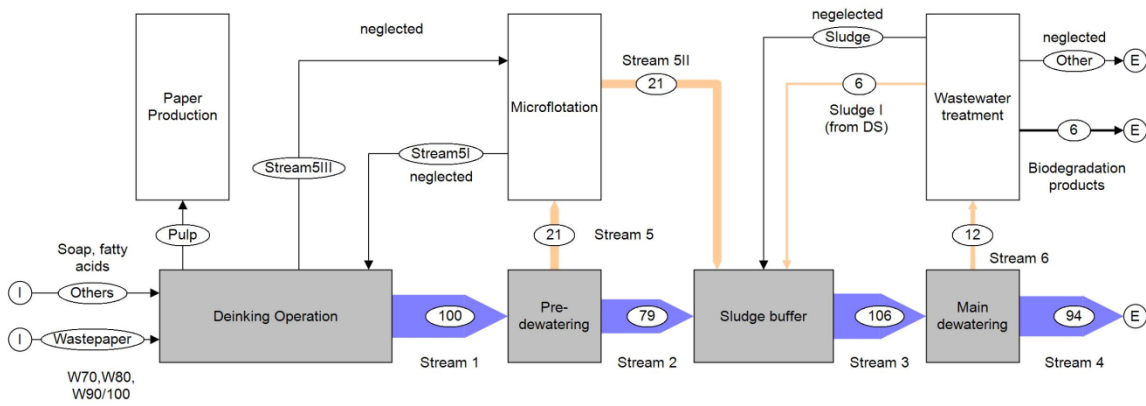 negelected
neglected
Sludge
neglected
Other
E
Stream 5II
Paper
Production
Microflotation
21
6
Wastewater
treatment
Sludge I
(from DS)
6
E
Stream5III
Stream5I
neglected
Biodegradation
products
Pulp
21
Stream 5
12
Soap, fatty
acids
Stream 6
I
Others
Deinking Operation
100
Pre-
dewatering
79
Sludge buffer
106
Main
dewatering
94
E
I
Wastepaper
Stream 1
Stream 2
Stream 3
Stream 4
W70,W80,
W90/100